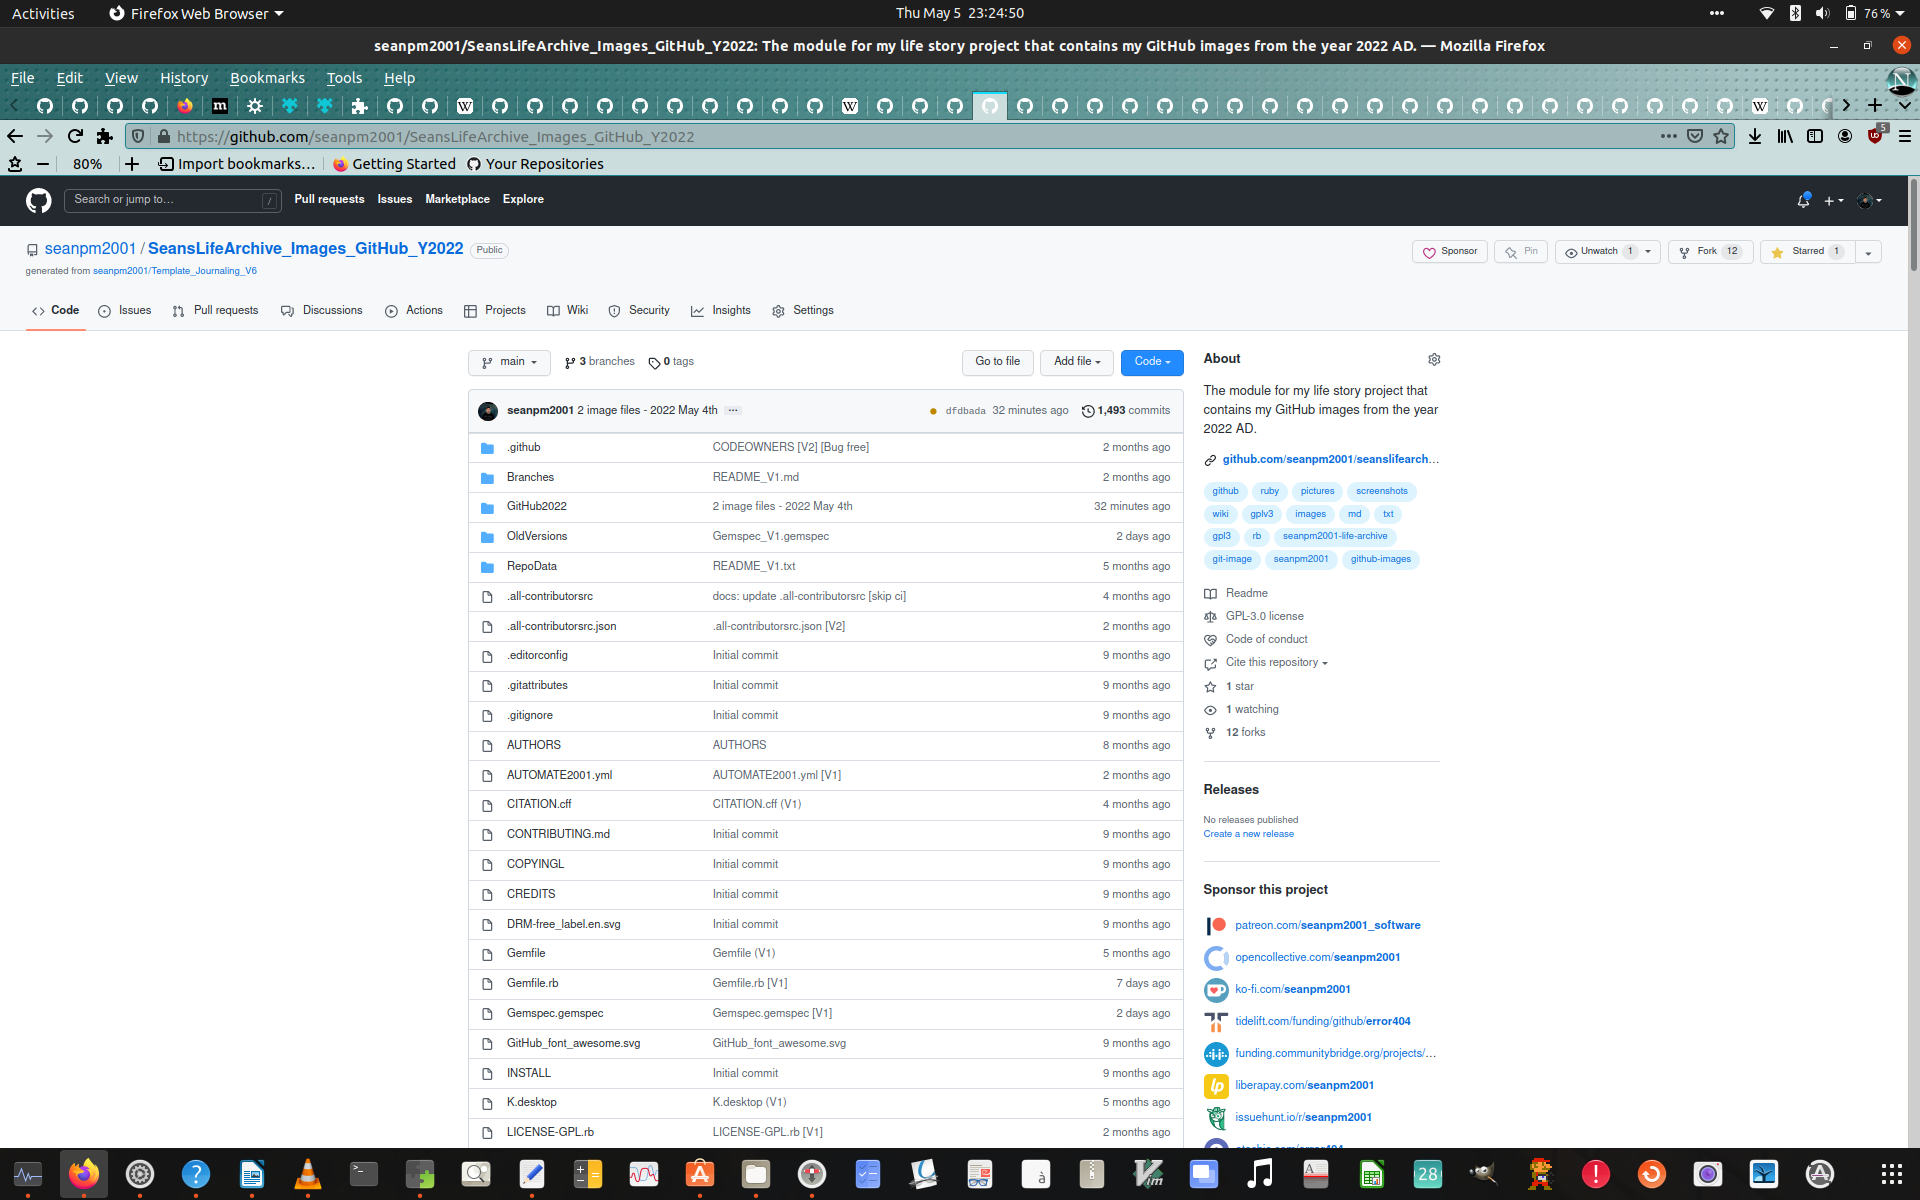 Activities Firefox Web Browser Thu May 5 23:24:50 76%
seanpm2001/SeansLifeArchive_Images_GitHub_Y2022: The module for my life story project that contains my GitHub images from the year 2022 AD. — Mozilla Firefox
File Edit View History Bookmarks Tools Help
https://github.com/seanpm2001/SeansLifeArchive_Images_GitHub_Y2022
80% Import bookmarks... Getting Started Your Repositories
Search or jump to... / Pull requests Issues Marketplace Explore
seanpm2001 / SeansLifeArchive_Images_GitHub_Y2022 Public
generated from seanpm2001/Template_Journaling_V6
Sponsor Pin Unwatch 1 Fork 12 Starred 1
Code Issues Pull requests Discussions Actions Projects Wiki Security Insights Settings
main 3 branches 0 tags Go to file Add file Code
seanpm2001 2 image files - 2022 May 4th ... dfdbada 32 minutes ago 1,493 commits
.github CODEOWNERS [V2] [Bug free] 2 months ago
Branches README_V1.md 2 months ago
GitHub2022 2 image files - 2022 May 4th 32 minutes ago
OldVersions Gemspec_V1.gemspec 2 days ago
RepoData README_V1.txt 5 months ago
.all-contributorsrc docs: update .all-contributorsrc [skip ci] 4 months ago
.all-contributorsrc.json .all-contributorsrc.json [V2] 2 months ago
.editorconfig Initial commit 9 months ago
.gitattributes Initial commit 9 months ago
.gitignore Initial commit 9 months ago
AUTHORS AUTHORS 8 months ago
AUTOMATE2001.yml AUTOMATE2001.yml [V1] 2 months ago
CITATION.cff CITATION.cff (V1) 4 months ago
CONTRIBUTING.md Initial commit 9 months ago
COPYINGL Initial commit 9 months ago
CREDITS Initial commit 9 months ago
DRM-free_label.en.svg Initial commit 9 months ago
Gemfile Gemfile (V1) 5 months ago
Gemfile.rb Gemfile.rb [V1] 7 days ago
Gemspec.gemspec Gemspec.gemspec [V1] 2 days ago
GitHub_font_awesome.svg GitHub_font_awesome.svg 9 months ago
INSTALL Initial commit 9 months ago
K.desktop K.desktop (V1) 5 months ago
LICENSE-GPL.rb LICENSE-GPL.rb [V1] 2 months ago
About
The module for my life story project that
contains my GitHub images from the year
2022 AD.
github.com/seanpm2001/seanslifearch...
github ruby pictures screenshots
wiki gplv3 images md txt
gpl3 rb seanpm2001-life-archive
git-image seanpm2001 github-images
Readme
GPL-3.0 license
Code of conduct
Cite this repository
1 star
1 watching
12 forks
Releases
No releases published
Create a new release
Sponsor this project
patreon.com/seanpm2001_software
opencollective.com/seanpm2001
ko-fi.com/seanpm2001
tidelift.com/funding/github/error404
funding.communitybridge.org/projects/...
liberapay.com/seanpm2001
issuehunt.io/r/seanpm2001
28